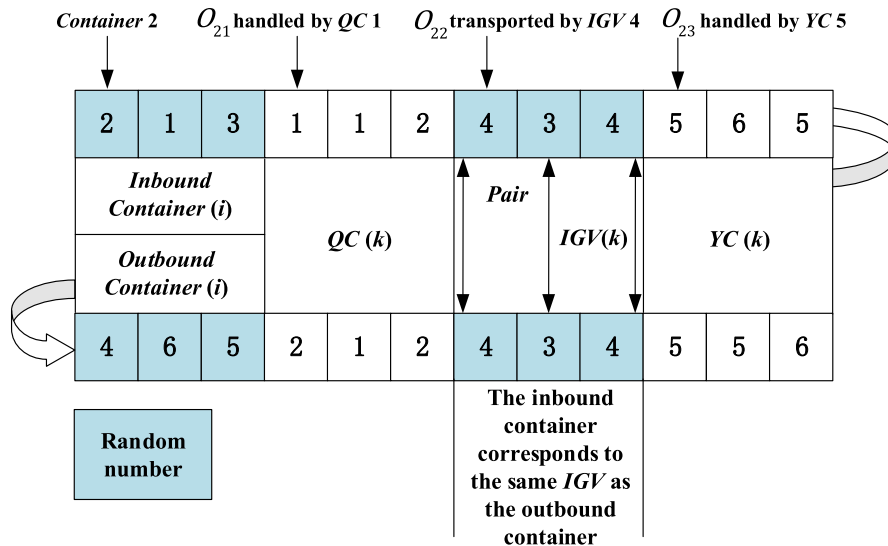 Container 2
O21 handled by QC 1
O22 transported by IGV 4
O23 handled by YC 5
2 1 3 1 1 2 4 3 4 5 6 5
Inbound
Container (i)
Outbound
Container (i)
QC (k)
Pair
IGV(k)
YC (k)
4 6 5 2 1 2 4 3 4 5 5 6
Random
number
The inbound
container
corresponds to
the same IGV as
the outbound
container